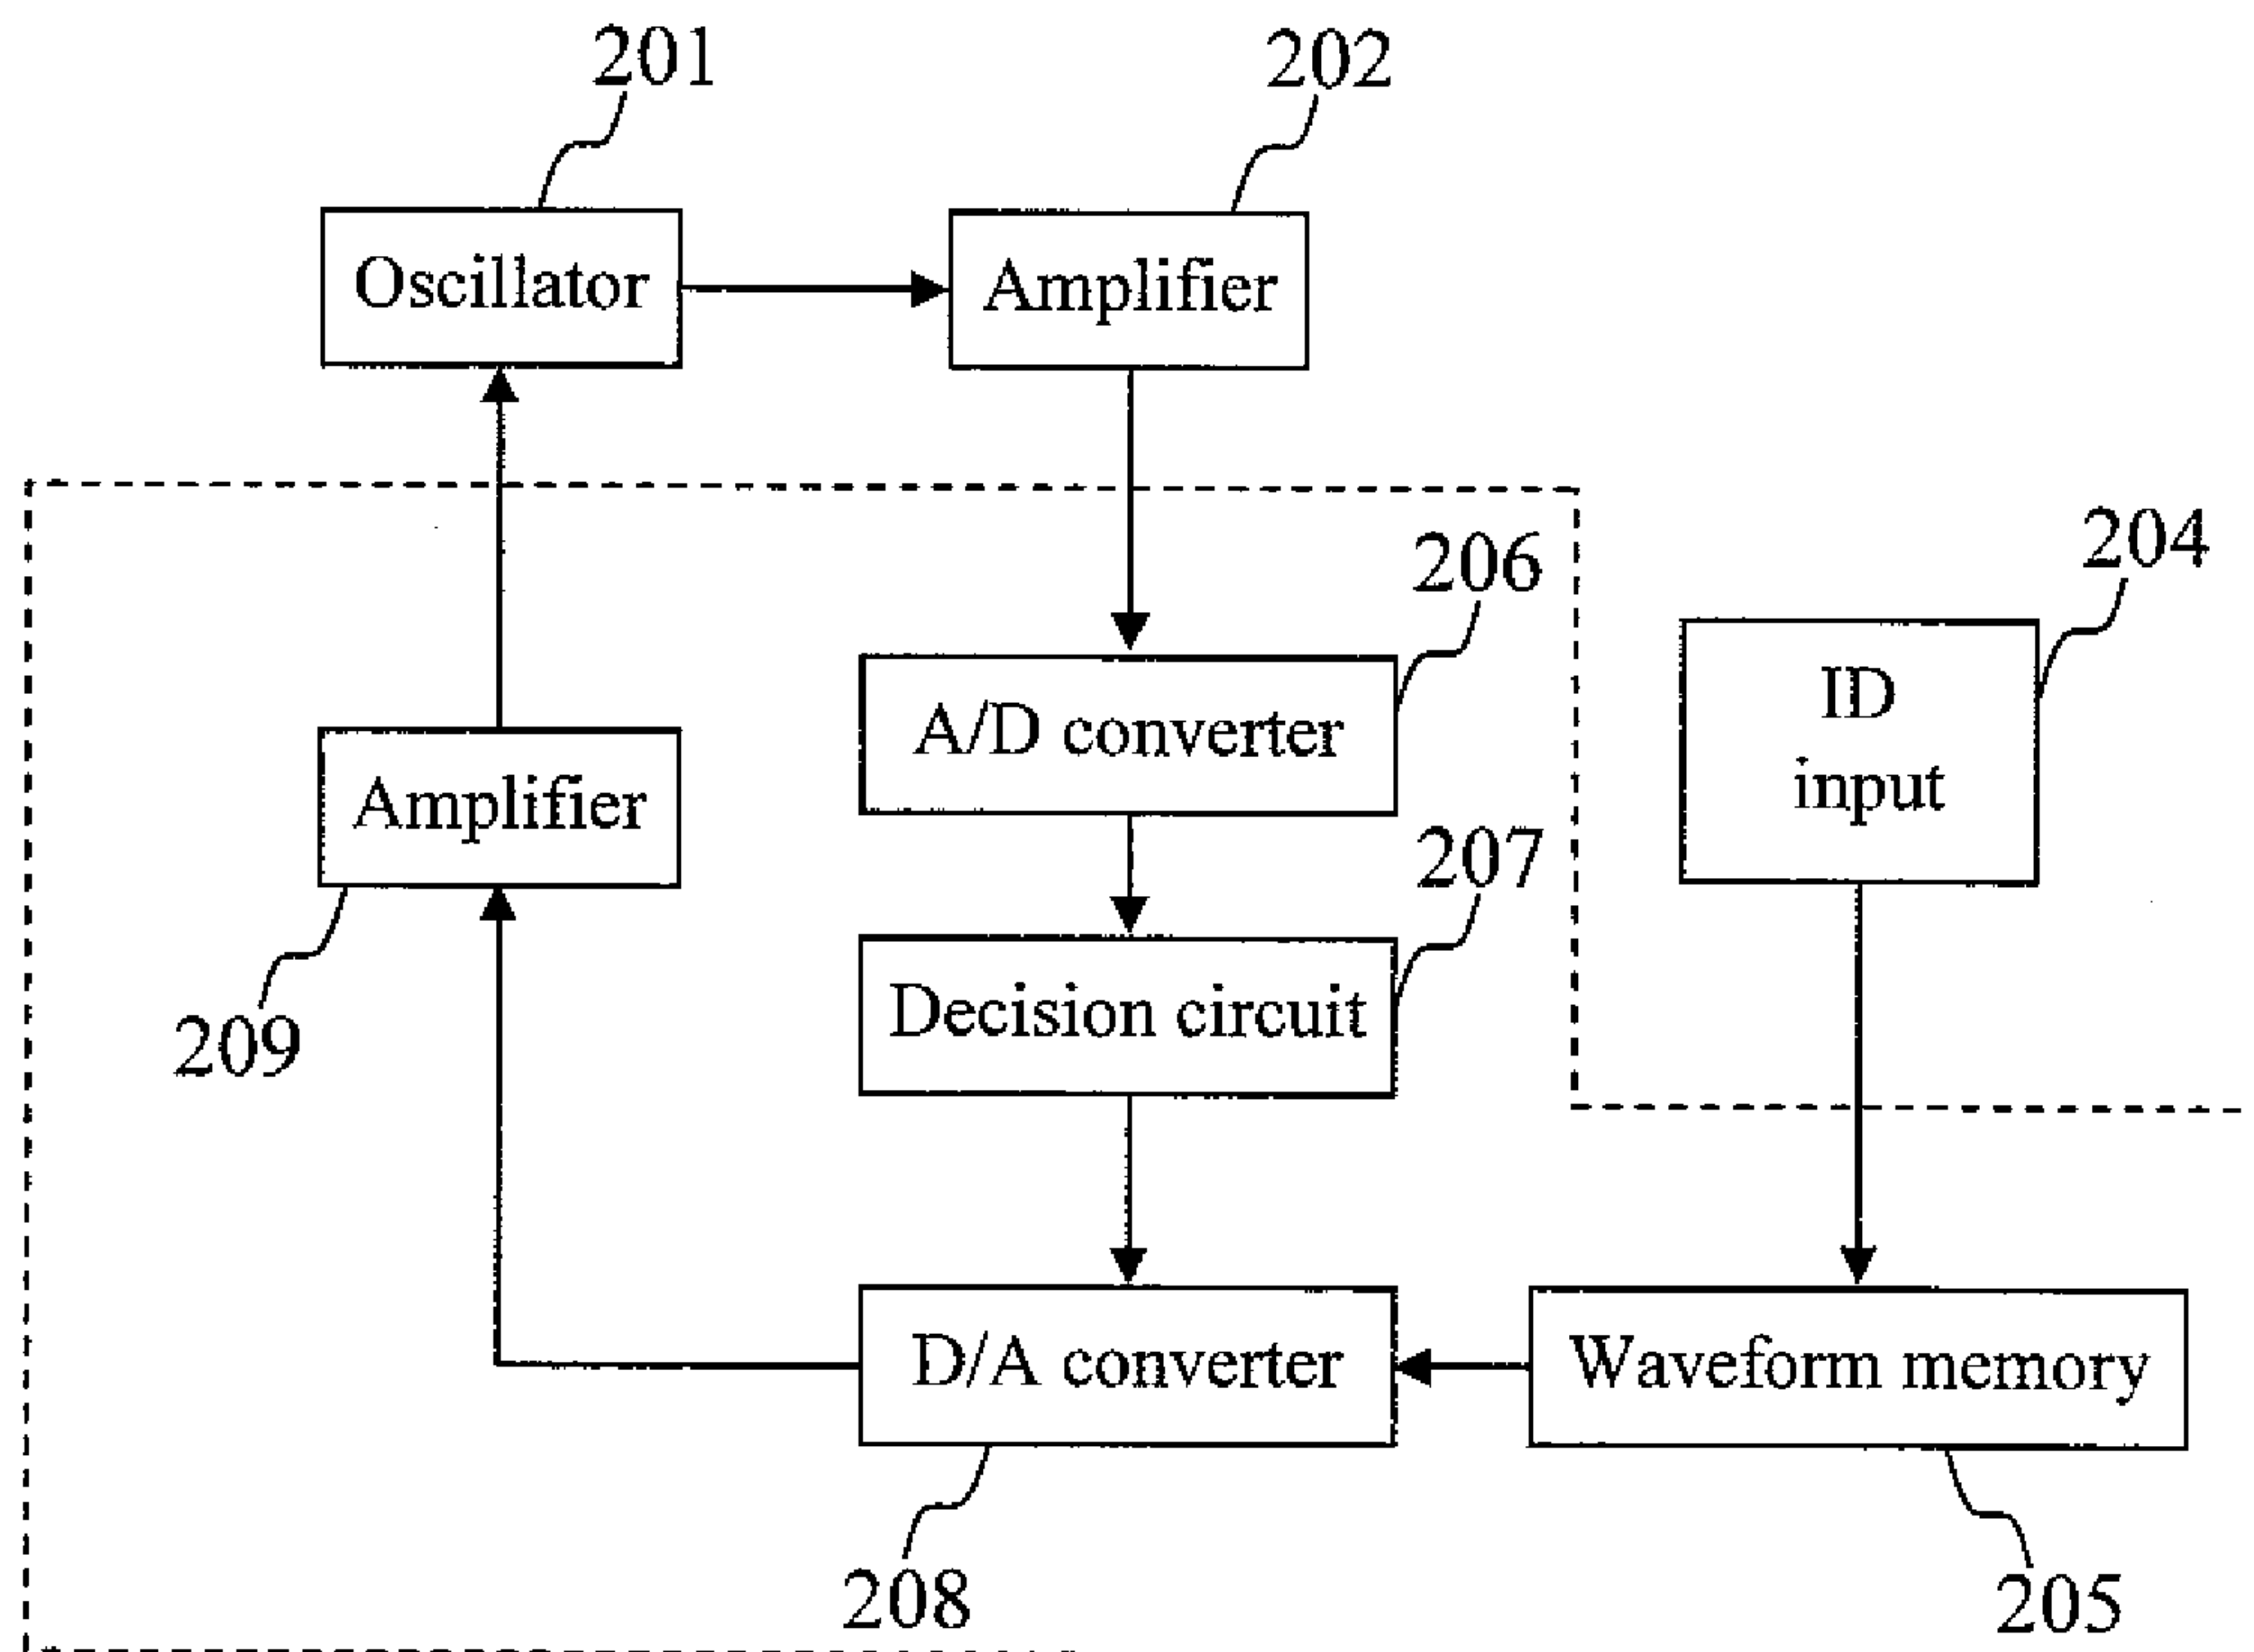 201
202
Oscillator
Amplifier
206
204
A/D converter
ID
input
Amplifier
207
209
Decision circuit
D/A converter
Waveform memory
208
205